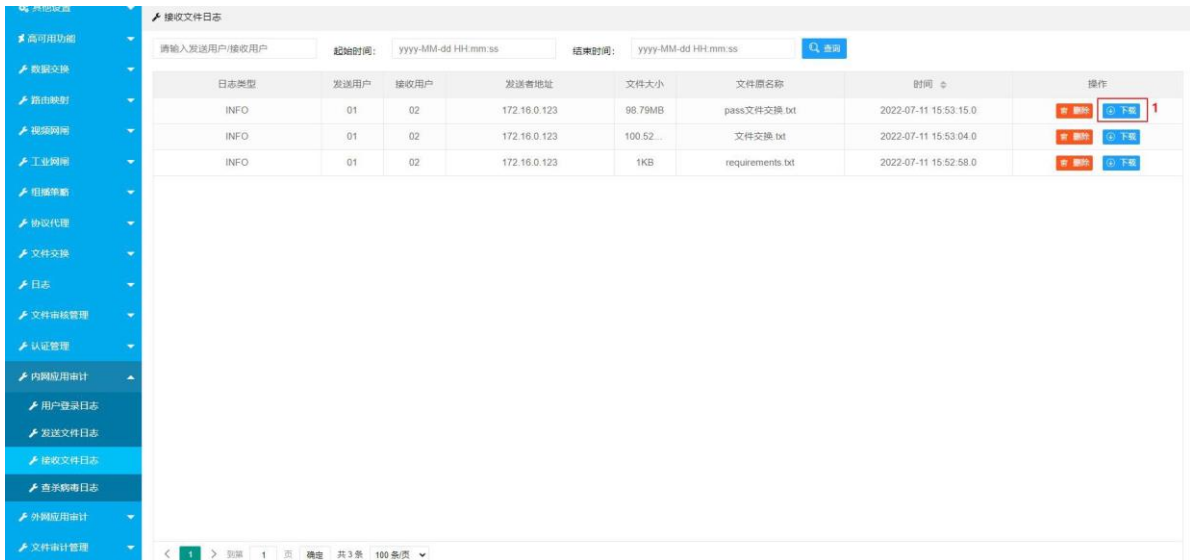 其他设置
接收文件日志
高可用功能
请输入发送用户/接收用户 起始时间: yyyy-MM-dd HH:mm:ss 结束时间: yyyy-MM-dd HH:mm:ss 查询
数据交换
日志类型 发送用户 接收用户 发送者地址 文件大小 文件原名称 时间 操作
路由映射
INFO 01 02 172.16.0.123 98.79MB pass文件交换.txt 2022-07-11 15:53:15.0 删除 下载 1
视频网闸
INFO 01 02 172.16.0.123 100.52... 文件交换.txt 2022-07-11 15:53:04.0 删除 下载
工业网闸
INFO 01 02 172.16.0.123 1KB requirements.txt 2022-07-11 15:52:58.0 删除 下载
组播策略
协议代理
文件交换
日志
文件审核管理
认证管理
内网应用审计
用户登录日志
发送文件日志
接收文件日志
查杀病毒日志
外网应用审计
文件审计管理
< 1 > 到第 1 页 确定 共 3 条 100 条/页